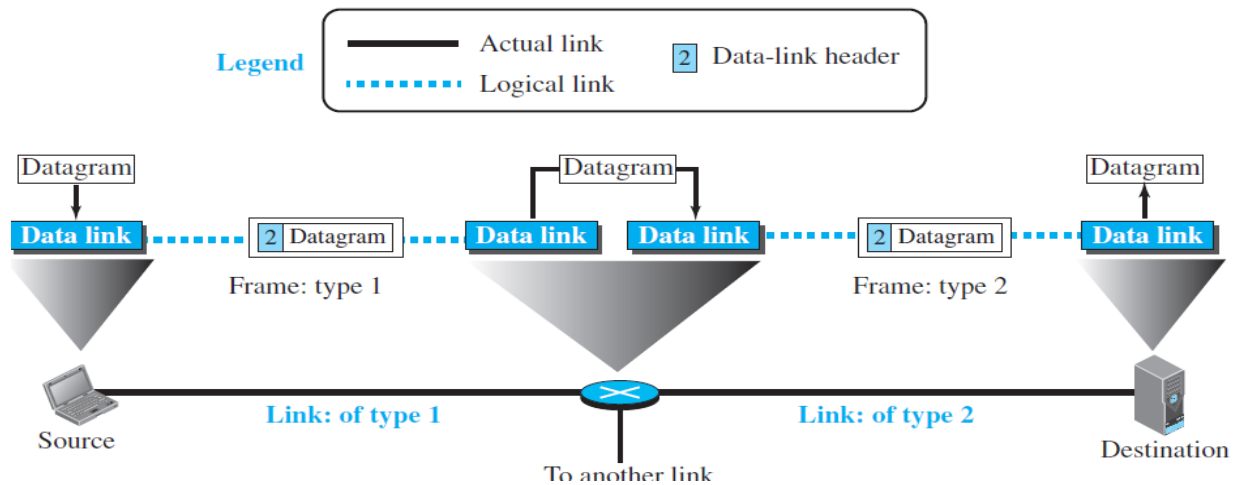 Legend
Actual link
Logical link
2 Data-link header
Datagram
Datagram
Datagram
Data link
2 Datagram
Data link
Data link
2 Datagram
Data link
Frame: type 1
Frame: type 2
Link: of type 1
Link: of type 2
Source
Destination
To another link